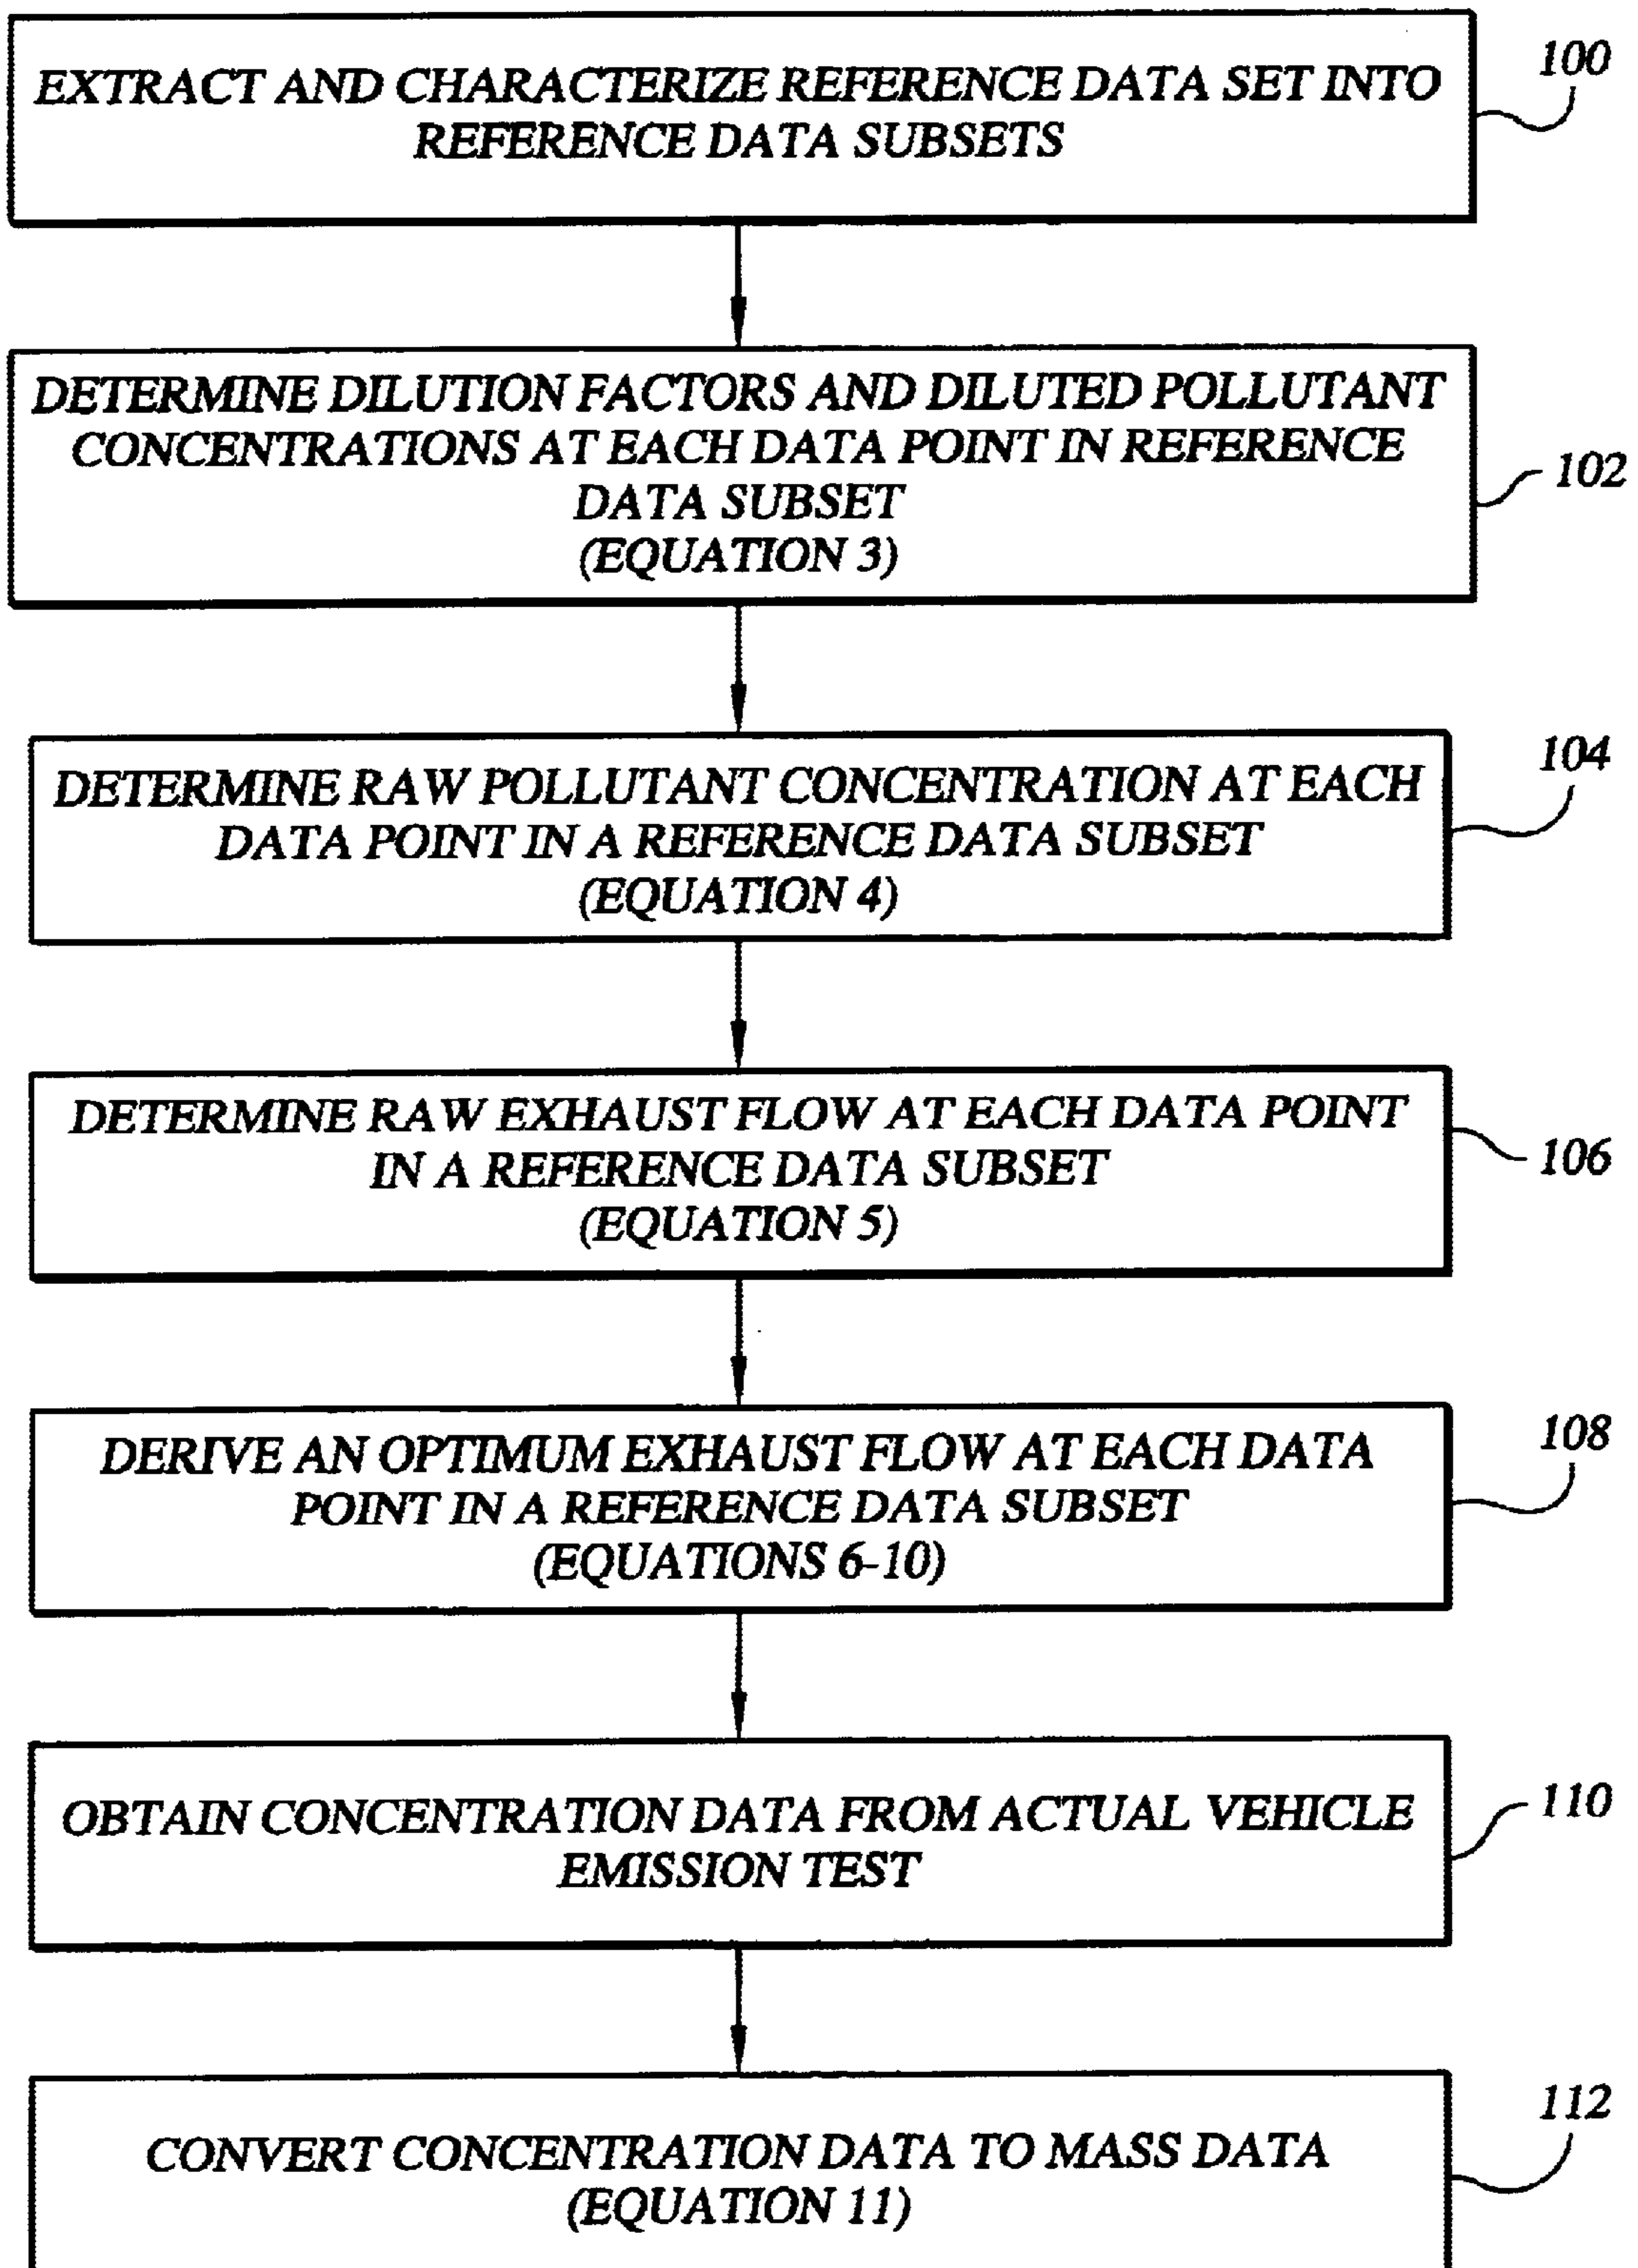 EXTRACT AND CHARACTERIZE REFERENCE DATA SET INTO
REFERENCE DATA SUBSETS
100
DETERMINE DILUTION FACTORS AND DILUTED POLLUTANT
CONCENTRATIONS AT EACH DATA POINT IN REFERENCE
DATA SUBSET
(EQUATION 3)
102
DETERMINE RAW POLLUTANT CONCENTRATION AT EACH
DATA POINT IN A REFERENCE DATA SUBSET
(EQUATION 4)
104
DETERMINE RAW EXHAUST FLOW AT EACH DATA POINT
IN A REFERENCE DATA SUBSET
(EQUATION 5)
106
DERIVE AN OPTIMUM EXHAUST FLOW AT EACH DATA
POINT IN A REFERENCE DATA SUBSET
(EQUATIONS 6-10)
108
OBTAIN CONCENTRATION DATA FROM ACTUAL VEHICLE
EMISSION TEST
110
CONVERT CONCENTRATION DATA TO MASS DATA
(EQUATION 11)
112